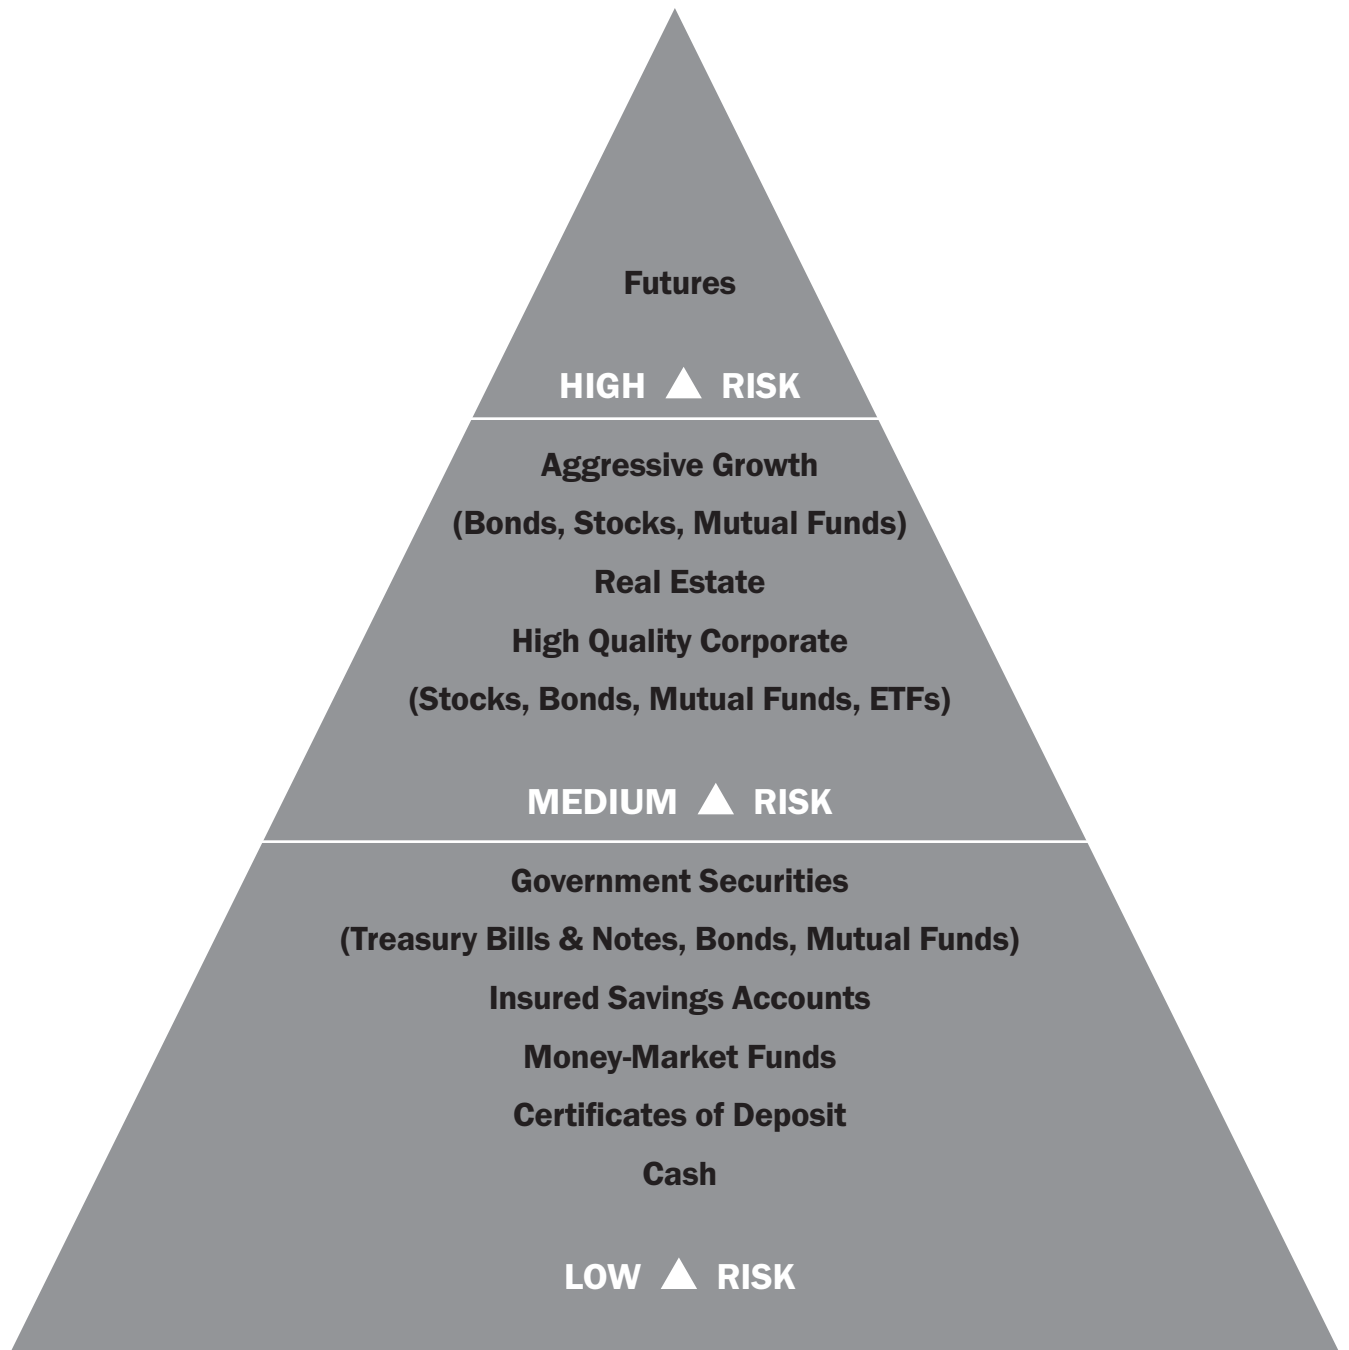 Futures
HIGH ▲ RISK
Aggressive Growth
(Bonds, Stocks, Mutual Funds)
Real Estate
High Quality Corporate
(Stocks, Bonds, Mutual Funds, ETFs)
MEDIUM ▲ RISK
Government Securities
(Treasury Bills & Notes, Bonds, Mutual Funds)
Insured Savings Accounts
Money-Market Funds
Certificates of Deposit
Cash
LOW ▲ RISK